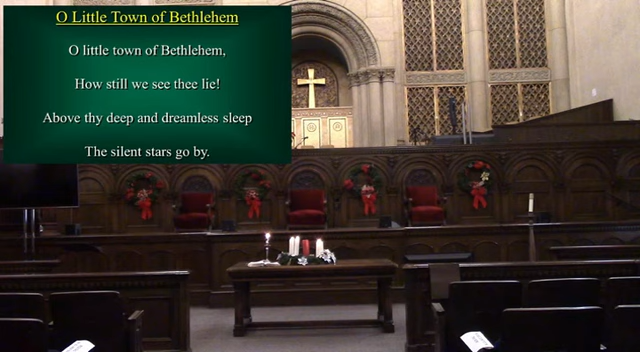 O Little Town of Bethlehem
O little town of Bethlehem,
How still we see thee lie!
Above thy deep and dreamless sleep
The silent stars go by.